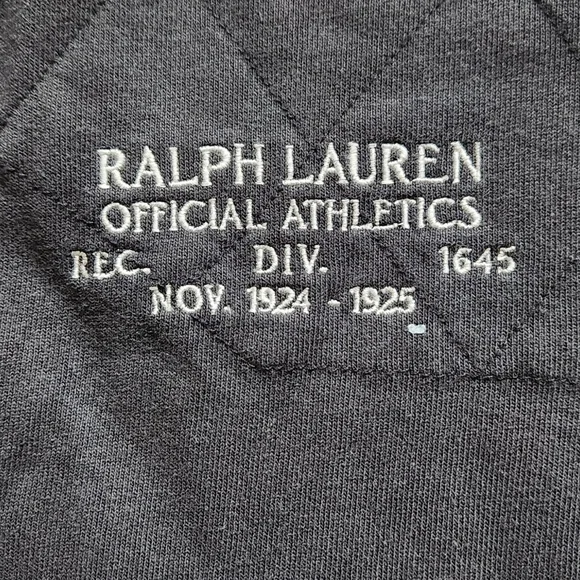 RALPH LAUREN
OFFICIAL ATHLETICS
REC. DIV. 1645
NOV. 1924 - 1925